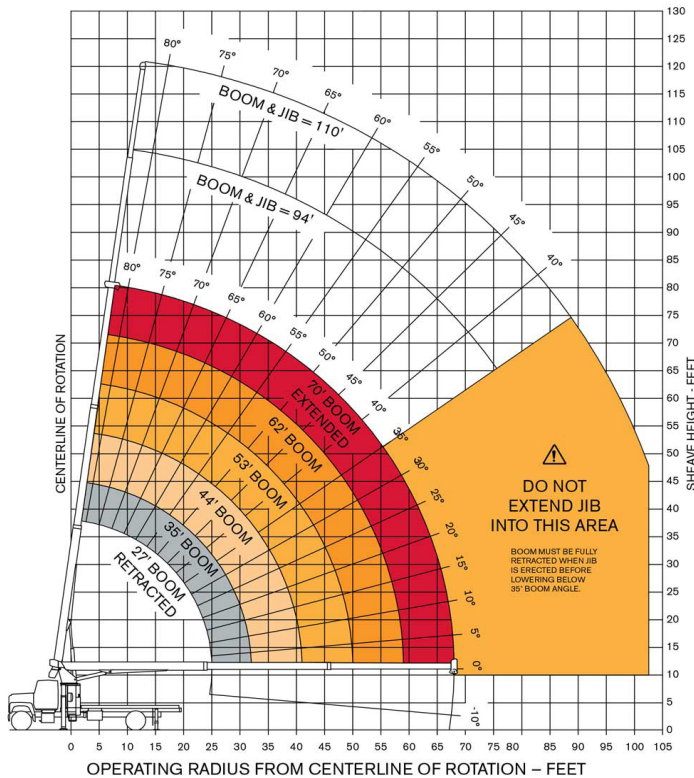 130
125
120
115
110
105
100
95
90
85
80
75
70
65
60
55
50
45
40
35
30
25
20
15
10
5
0
SHEAVE HEIGHT - FEET
CENTERLINE OF ROTATION
80°
75°
70°
65°
60°
55°
50°
45°
40°
BOOM & JIB = 110'
BOOM & JIB = 94'
80°
75°
70°
65°
60°
55°
50°
45°
40°
35°
30°
25°
20°
15°
10°
5°
0°
-10°
70' BOOM
EXTENDED
62' BOOM
53' BOOM
44' BOOM
35' BOOM
27' BOOM
RETRACTED
DO NOT
EXTEND JIB
INTO THIS AREA
BOOM MUST BE FULLY
RETRACTED WHEN JIB
IS ERECTED BEFORE
LOWERING BELOW
35' BOOM ANGLE.
0 5 10 15 20 25 30 35 40 45 50 55 60 65 70 75 80 85 90 95 100 105
OPERATING RADIUS FROM CENTERLINE OF ROTATION – FEET